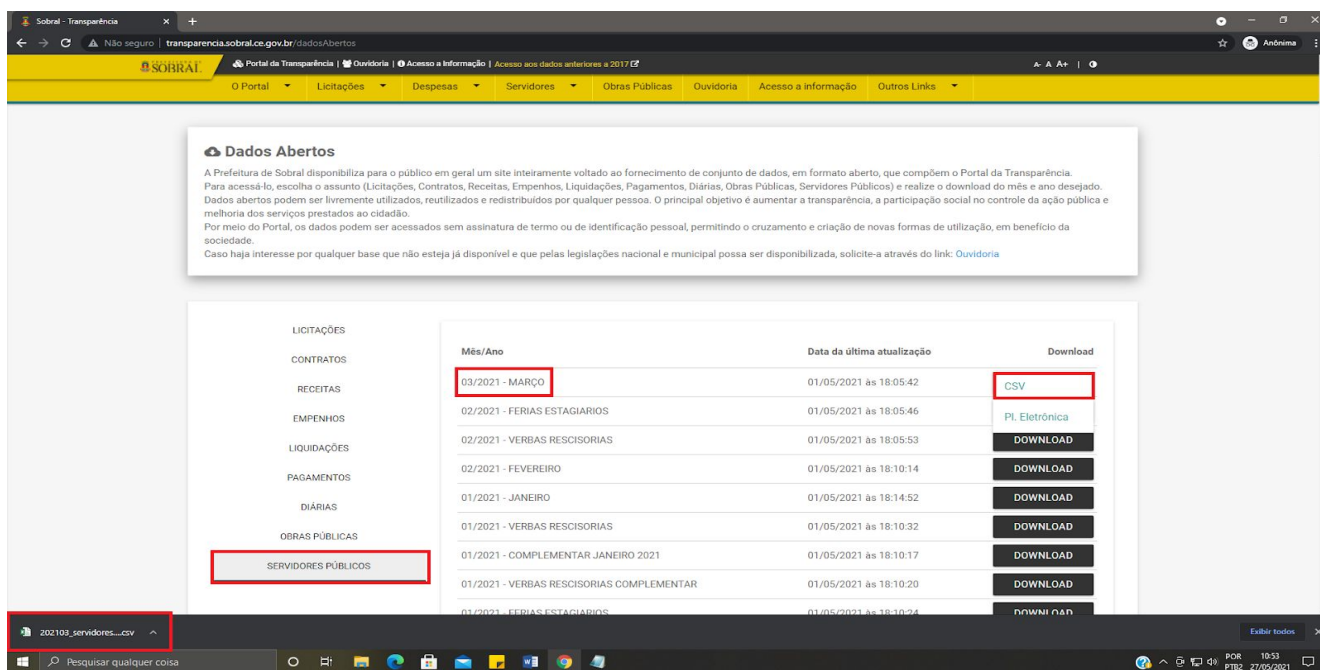 Sobral - Transparência
Não seguro | transparencia.sobral.ce.gov.br/dadosAbertos
Anônima
SOBRAL
Portal da Transparência | Ouvidoria | Acesso a Informação | Acesso aos dados anteriores a 2017
A- A A+ |
O Portal Licitações Despesas Servidores Obras Públicas Ouvidoria Acesso a informação Outros Links
Dados Abertos
A Prefeitura de Sobral disponibiliza para o público em geral um site inteiramente voltado ao fornecimento de conjunto de dados, em formato aberto, que compõem o Portal da Transparência.
Para acessá-lo, escolha o assunto (Licitações, Contratos, Receitas, Empenhos, Liquidações, Pagamentos, Diárias, Obras Públicas, Servidores Públicos) e realize o download do mês e ano desejado.
Dados abertos podem ser livremente utilizados, reutilizados e redistribuídos por qualquer pessoa. O principal objetivo é aumentar a transparência, a participação social no controle da ação pública e
melhoria dos serviços prestados ao cidadão.
Por meio do Portal, os dados podem ser acessados sem assinatura de termo ou de identificação pessoal, permitindo o cruzamento e criação de novas formas de utilização, em benefício da
sociedade.
Caso haja interesse por qualquer base que não esteja já disponível e que pelas legislações nacional e municipal possa ser disponibilizada, solicite-a através do link: Ouvidoria
LICITAÇÕES
CONTRATOS
RECEITAS
EMPENHOS
LIQUIDAÇÕES
PAGAMENTOS
DIÁRIAS
OBRAS PÚBLICAS
SERVIDORES PÚBLICOS
Mês/Ano Data da última atualização Download
03/2021 - MARÇO 01/05/2021 às 18:05:42 CSV
02/2021 - FERIAS ESTAGIARIOS 01/05/2021 às 18:05:46 Pl. Eletrônica
02/2021 - VERBAS RESCISORIAS 01/05/2021 às 18:05:53 DOWNLOAD
02/2021 - FEVEREIRO 01/05/2021 às 18:10:14 DOWNLOAD
01/2021 - JANEIRO 01/05/2021 às 18:14:52 DOWNLOAD
01/2021 - VERBAS RESCISORIAS 01/05/2021 às 18:10:32 DOWNLOAD
01/2021 - COMPLEMENTAR JANEIRO 2021 01/05/2021 às 18:10:17 DOWNLOAD
01/2021 - VERBAS RESCISORIAS COMPLEMENTAR 01/05/2021 às 18:10:20 DOWNLOAD
01/2021 - FERIAS ESTAGIARIOS 01/05/2021 às 18:10:24 DOWNLOAD
202103_servidores....csv Exibir todos
Pesquisar qualquer coisa
POR 10:53
PTB2 27/05/2021